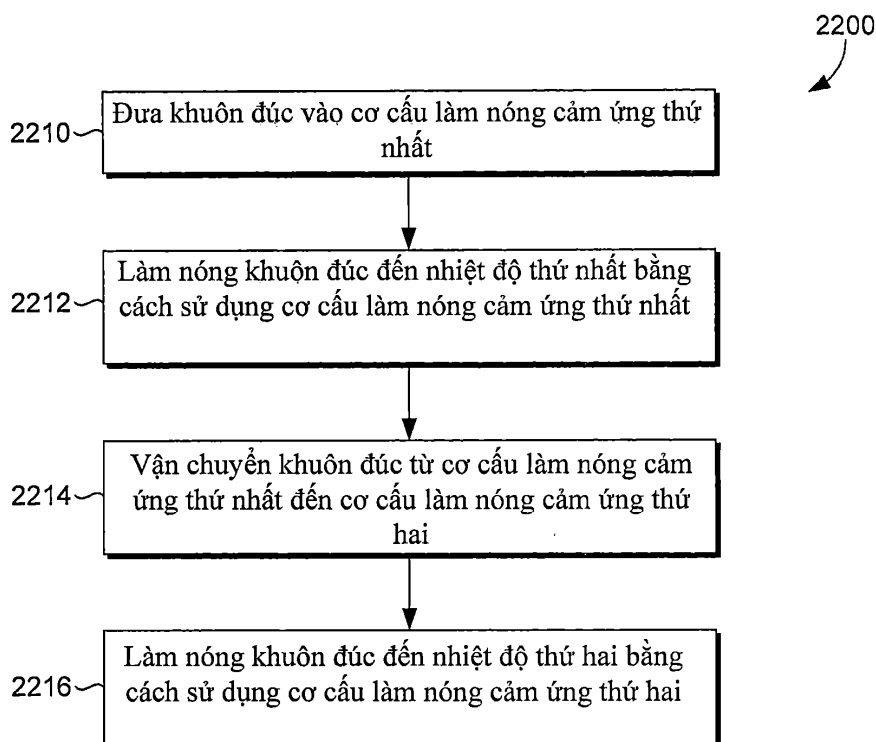 2200
2210
Đưa khuôn đúc vào cơ cấu làm nóng cảm ứng thứ
nhất
2212
Làm nóng khuộn đúc đến nhiệt độ thứ nhất bằng
cách sử dụng cơ cấu làm nóng cảm ứng thứ nhất
2214
Vận chuyển khuôn đúc từ cơ cấu làm nóng cảm
ứng thứ nhất đến cơ cấu làm nóng cảm ứng thứ
hai
2216
Làm nóng khuôn đúc đến nhiệt độ thứ hai bằng
cách sử dụng cơ cấu làm nóng cảm ứng thứ hai